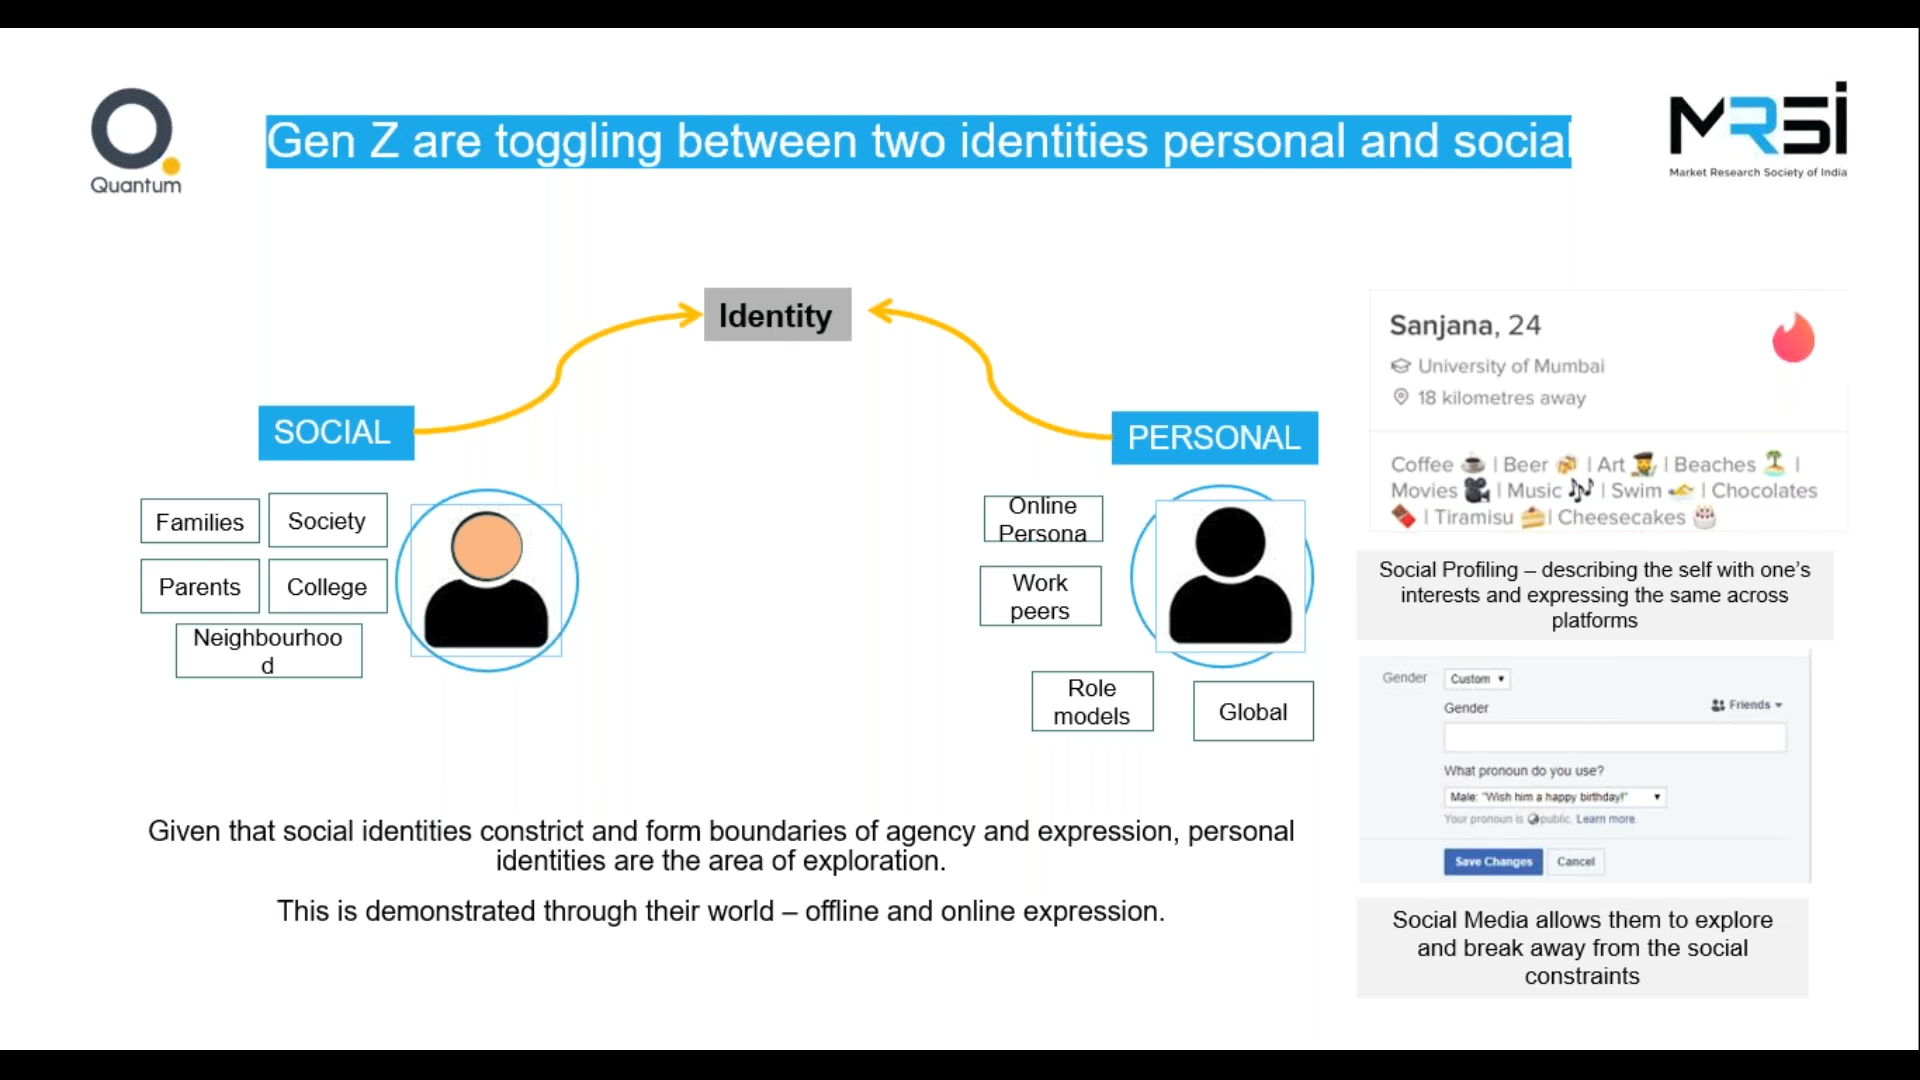 Quantum
Gen Z are toggling between two identities personal and social
MRSI
Market Research Society of India
Identity
SOCIAL
PERSONAL
Families
Society
Parents
College
Neighbourhoo
d
Online
Persona
Work
peers
Role
models
Global
Given that social identities constrict and form boundaries of agency and expression, personal
identities are the area of exploration.
This is demonstrated through their world – offline and online expression.
Sanjana, 24
University of Mumbai
18 kilometres away
Coffee ☕ | Beer 🍻 | Art 👨‍🎨 | Beaches 🏝️ |
Movies 🎥 | Music 🎶 | Swim 🏊 | Chocolates
🍫 | Tiramisu 🍰 | Cheesecakes 🎂
Social Profiling – describing the self with one's
interests and expressing the same across
platforms
Gender Custom
Gender Friends
What pronoun do you use?
Male: "Wish him a happy birthday!"
Your pronoun is public. Learn more.
Save Changes Cancel
Social Media allows them to explore
and break away from the social
constraints